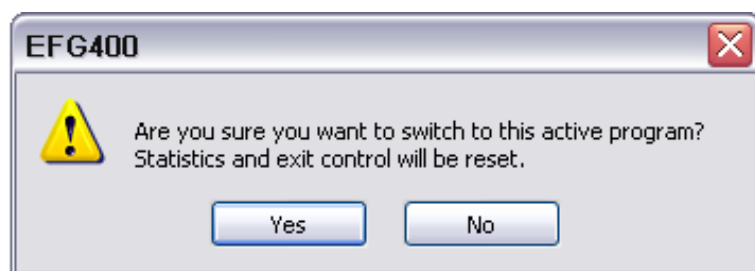 EFG400
Are you sure you want to switch to this active program?
Statistics and exit control will be reset.
Yes No